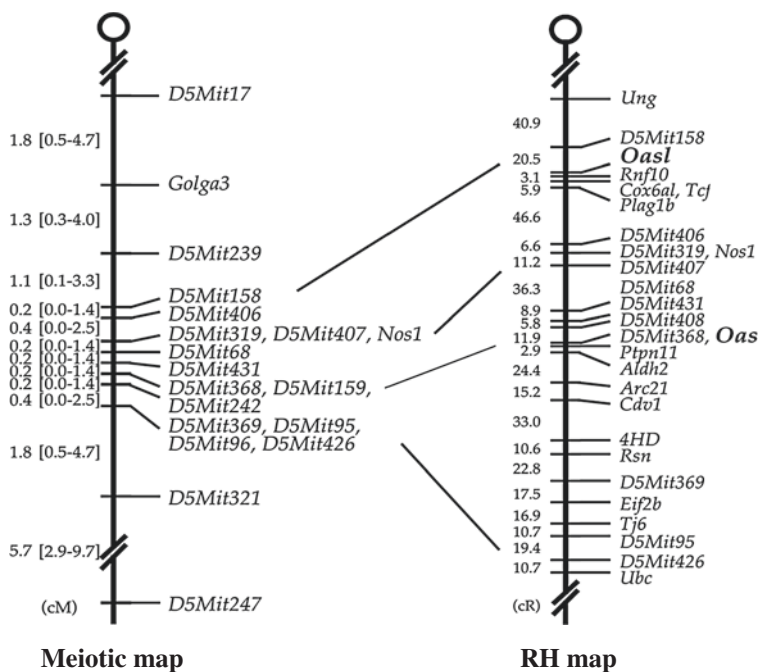 D5Mit17
1.8 [0.5-4.7]
Golga3
1.3 [0.3-4.0]
D5Mit239
1.1 [0.1-3.3]
D5Mit158
0.2 [0.0-1.4]
D5Mit406
0.4 [0.0-2.5]
D5Mit319, D5Mit407, Nos1
0.2 [0.0-1.4]
D5Mit68
0.2 [0.0-1.4]
D5Mit431
0.2 [0.0-1.4]
D5Mit368, D5Mit159,
0.2 [0.0-1.4]
D5Mit242
0.4 [0.0-2.5]
D5Mit369, D5Mit95,
D5Mit96, D5Mit426
1.8 [0.5-4.7]
D5Mit321
5.7 [2.9-9.7]
(cM)
D5Mit247
Meiotic map
Ung
40.9
D5Mit158
20.5
Oasl
3.1
Rnf10
5.9
Cox6al, Tcf
Plag1b
46.6
D5Mit406
6.6
D5Mit319, Nos1
11.2
D5Mit407
36.3
D5Mit68
8.9
D5Mit431
5.8
D5Mit408
11.9
D5Mit368, Oas
2.9
Ptpn11
24.4
Aldh2
15.2
Arc21
Cdv1
33.0
4HD
10.6
Rsn
22.8
D5Mit369
17.5
Eif2b
16.9
Tj6
10.7
D5Mit95
19.4
D5Mit426
10.7
Ubc
(cR)
RH map